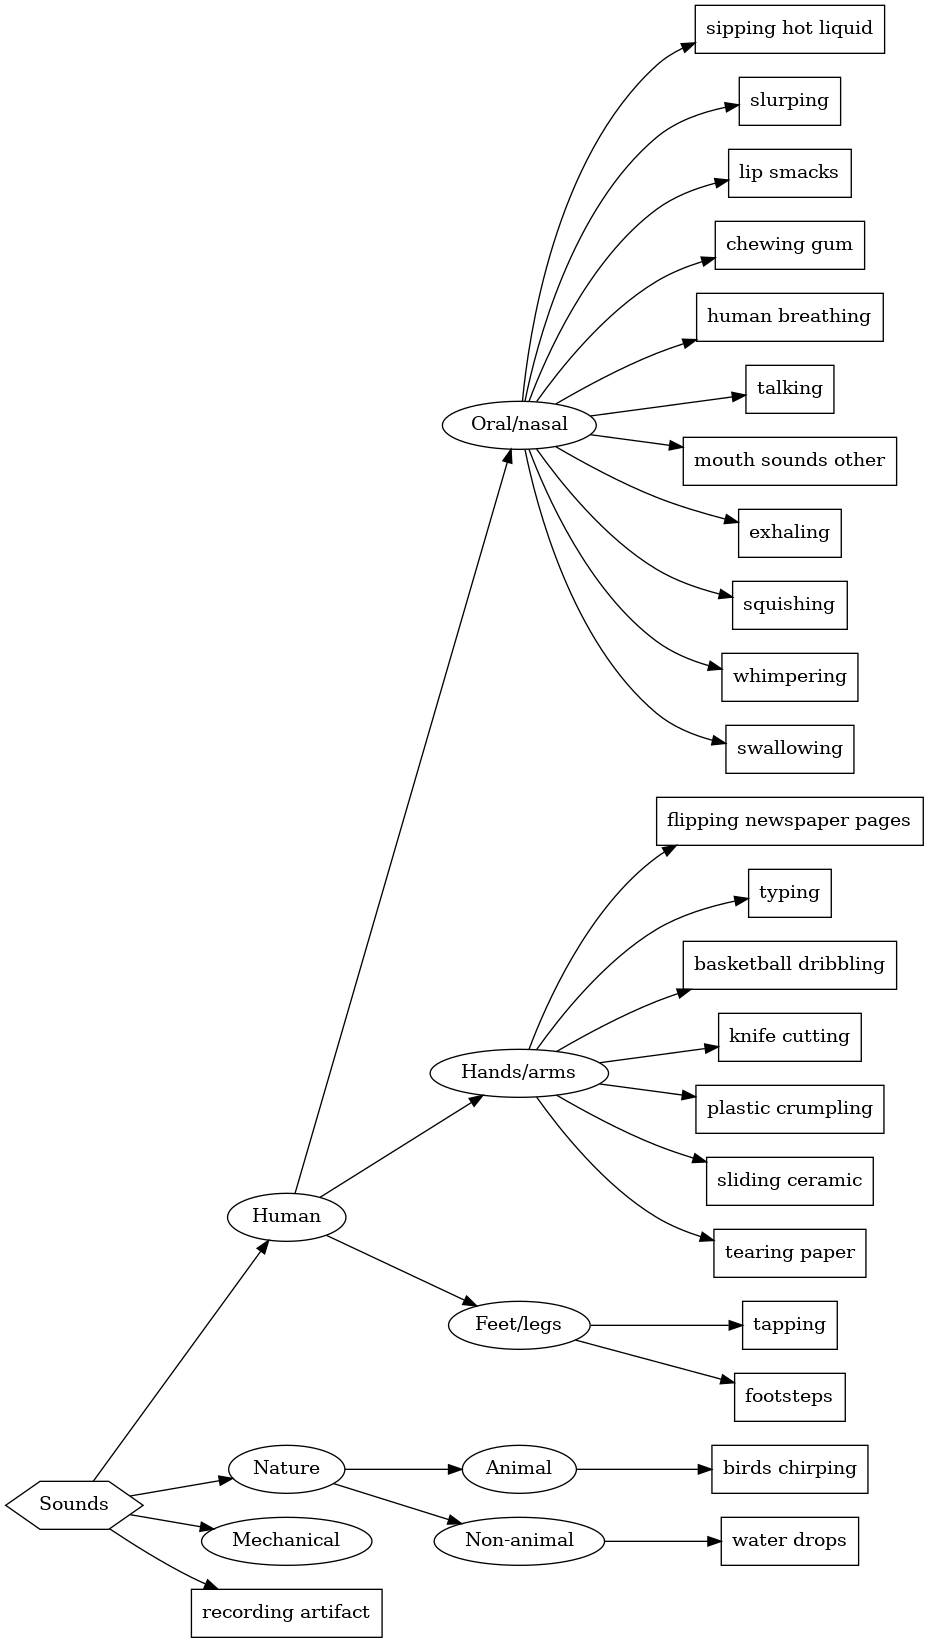 sipping hot liquid
slurping
lip smacks
chewing gum
human breathing
talking
Oral/nasal
mouth sounds other
exhaling
squishing
whimpering
swallowing
flipping newspaper pages
typing
basketball dribbling
knife cutting
Hands/arms
plastic crumpling
sliding ceramic
Human
tearing paper
Feet/legs
tapping
footsteps
Nature
Animal
birds chirping
Sounds
Mechanical
Non-animal
water drops
recording artifact